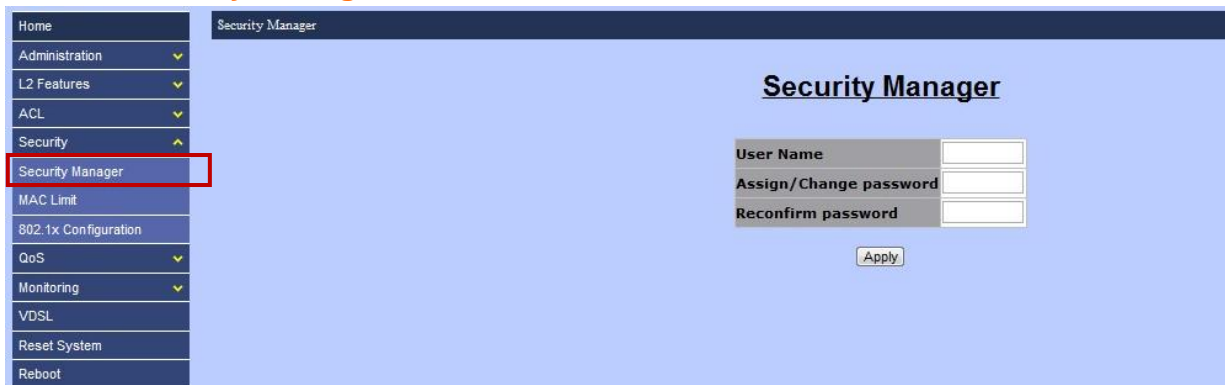 Home
Administration
L2 Features
ACL
Security
Security Manager
MAC Limit
802.1x Configuration
QoS
Monitoring
VDSL
Reset System
Reboot
Security Manager
Security Manager
User Name
Assign/Change password
Reconfirm password
Apply